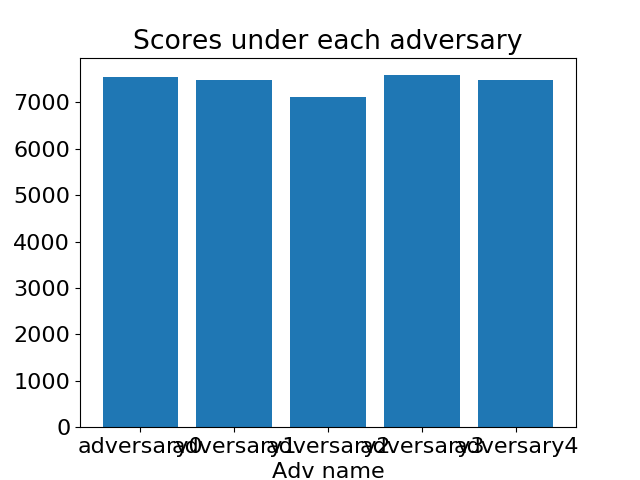 Scores under each adversary
7000
6000
5000
4000
3000
2000
1000
0
adversary0 adversary1 adversary2 adversary3 adversary4
Adv name